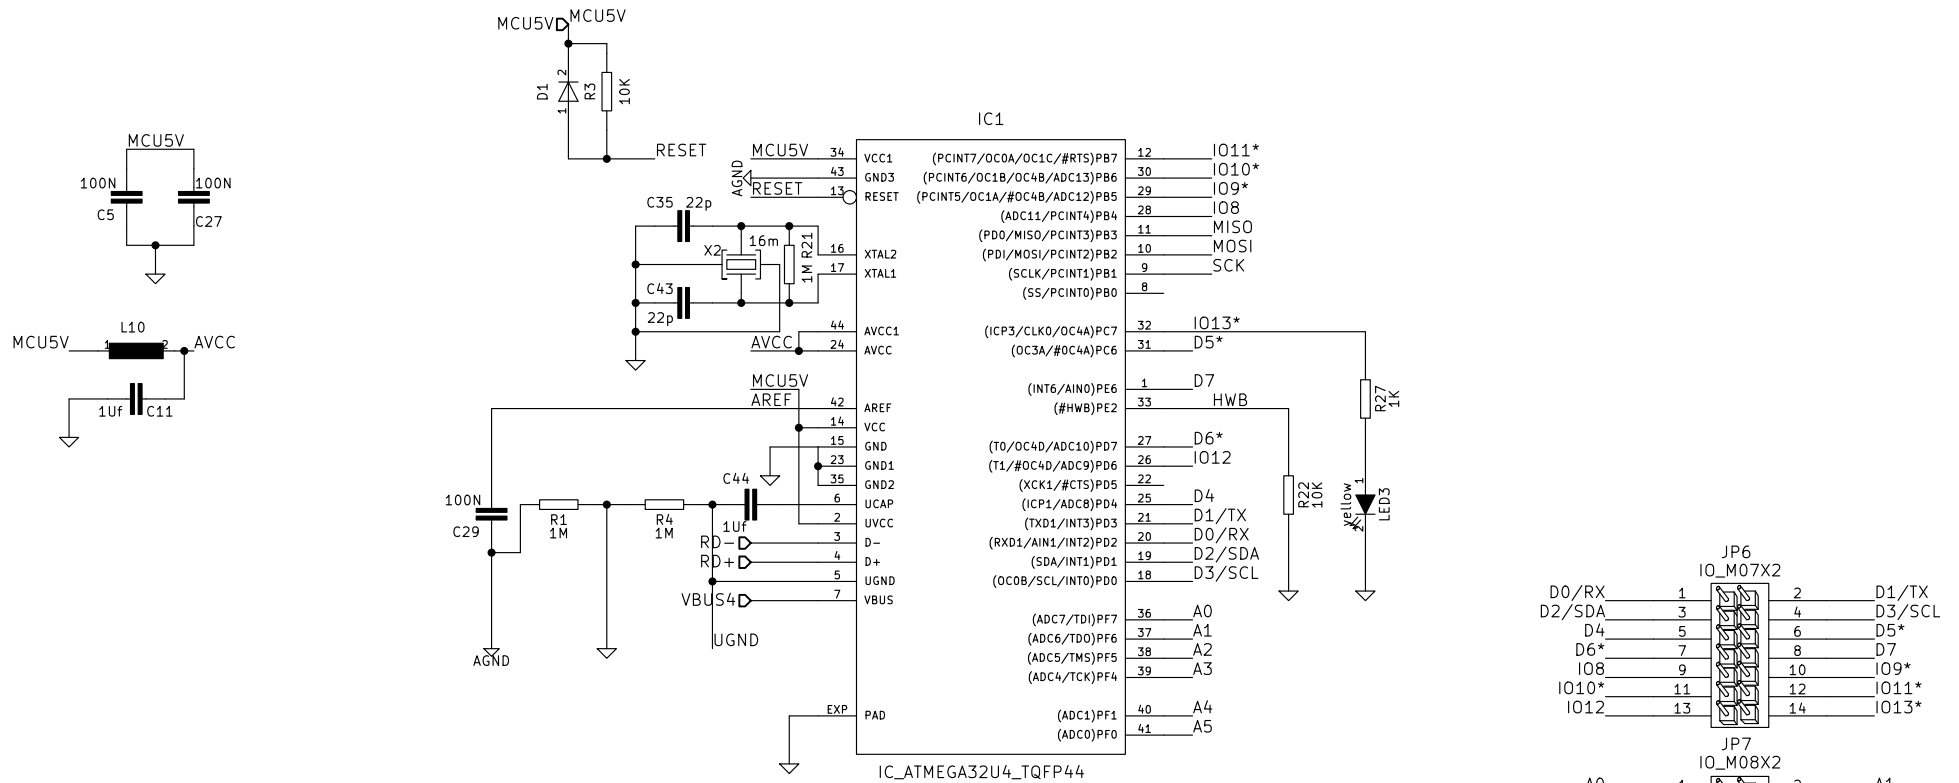 MCU5V MCU5V
D1 1 2 R3 10K
RESET
MCU5V
100N 100N
C5 C27
MCU5V L10 1 2 AVCC
1Uf C11
IC1
MCU5V 34 VCC1
AGND 43 GND3
RESET 13 RESET
C35 22p
X2 16m 1M R21
16 XTAL2
17 XTAL1
C43
22p
44 AVCC1
AVCC 24 AVCC
MCU5V
AREF 42 AREF
14 VCC
15 GND
23 GND1
35 GND2
C44
1Uf
6 UCAP
2 UVCC
RD- 3 D-
RD+ 4 D+
5 UGND
VBUS4 7 VBUS
UGND
100N
C29
R1
1M
R4
1M
AGND
EXP PAD
(PCINT7/OC0A/OC1C/#RTS)PB7 12 IO11*
(PCINT6/OC1B/OC4B/ADC13)PB6 30 IO10*
(PCINT5/OC1A/#OC4B/ADC12)PB5 29 IO9*
(ADC11/PCINT4)PB4 28 IO8
(PD0/MISO/PCINT3)PB3 11 MISO
(PDI/MOSI/PCINT2)PB2 10 MOSI
(SCLK/PCINT1)PB1 9 SCK
(SS/PCINT0)PB0 8
(ICP3/CLK0/OC4A)PC7 32 IO13*
(OC3A/#OC4A)PC6 31 D5*
(INT6/AIN0)PE6 1 D7
(#HWB)PE2 33 HWB
(T0/OC4D/ADC10)PD7 27 D6*
(T1/#OC4D/ADC9)PD6 26 IO12
(XCK1/#CTS)PD5 22
(ICP1/ADC8)PD4 25 D4
(TXD1/INT3)PD3 21 D1/TX
(RXD1/AIN1/INT2)PD2 20 D0/RX
(SDA/INT1)PD1 19 D2/SDA
(OC0B/SCL/INT0)PD0 18 D3/SCL
(ADC7/TDI)PF7 36 A0
(ADC6/TDO)PF6 37 A1
(ADC5/TMS)PF5 38 A2
(ADC4/TCK)PF4 39 A3
(ADC1)PF1 40 A4
(ADC0)PF0 41 A5
IC_ATMEGA32U4_TQFP44
R27 1K
R22 10K
yellow 1 2 LED3
JP6
IO_M07X2
D0/RX 1 2 D1/TX
D2/SDA 3 4 D3/SCL
D4 5 6 D5*
D6* 7 8 D7
IO8 9 10 IO9*
IO10* 11 12 IO11*
IO12 13 14 IO13*
JP7
IO_M08X2
A0 1 2 A1